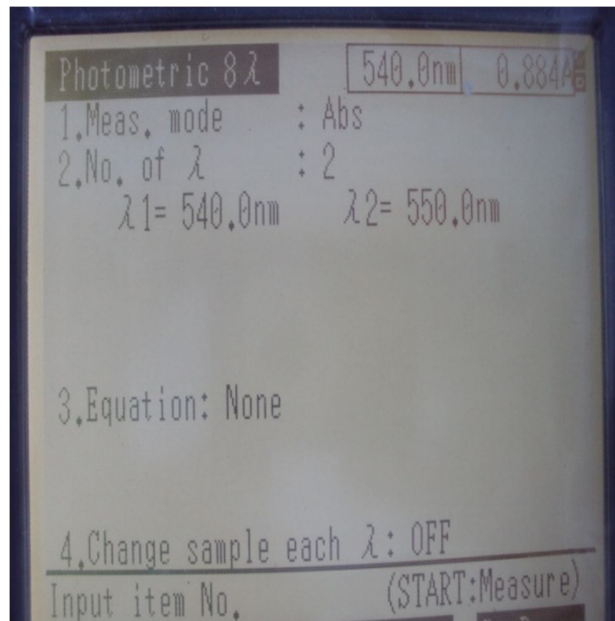 Photometric 8λ 540.0nm 0.884A
1.Meas. mode : Abs
2.No. of λ : 2
λ1= 540.0nm λ2= 550.0nm
3.Equation: None
4.Change sample each λ: OFF
Input item No. (START:Measure)